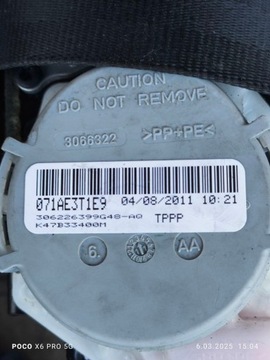 CAUTION
DO NOT REMOVE
3066322 >PP+PE<
071AE3T1E9 04/08/2011 10:21
306226399G48-AQ TPPP
K47B33400M
6. AA
POCO X6 PRO 5G 6.03.2025 13:04